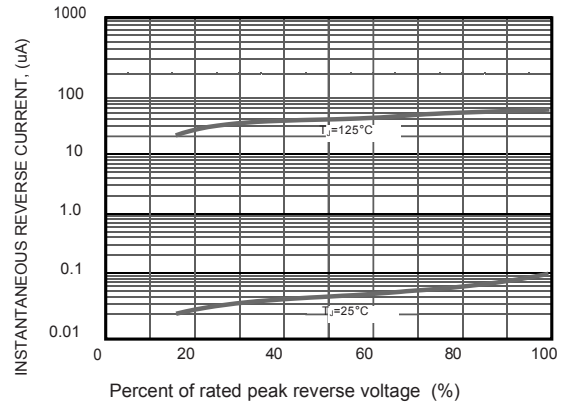 INSTANTANEOUS REVERSE CURRENT, (uA)
1000
100
10
1.0
0.1
0.01
TJ=125°C
TJ=25°C
0 20 40 60 80 100
Percent of rated peak reverse voltage (%)